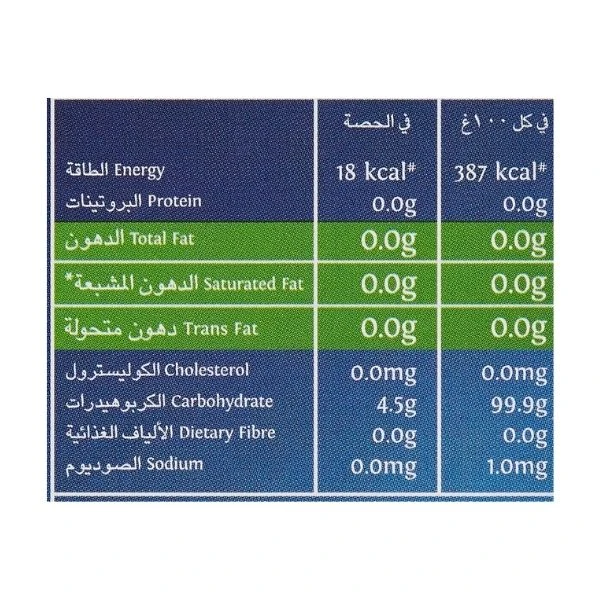 في الحصة في كل ١٠٠غ
الطاقة Energy 18 kcal# 387 kcal#
البروتينات Protein 0.0g 0.0g
الدهون Total Fat 0.0g 0.0g
الدهون المشبعة* Saturated Fat 0.0g 0.0g
دهون متحولة Trans Fat 0.0g 0.0g
الكوليسترول Cholesterol 0.0mg 0.0mg
الكربوهيدرات Carbohydrate 4.5g 99.9g
الألياف الغذائية Dietary Fibre 0.0g 0.0g
الصوديوم Sodium 0.0mg 1.0mg